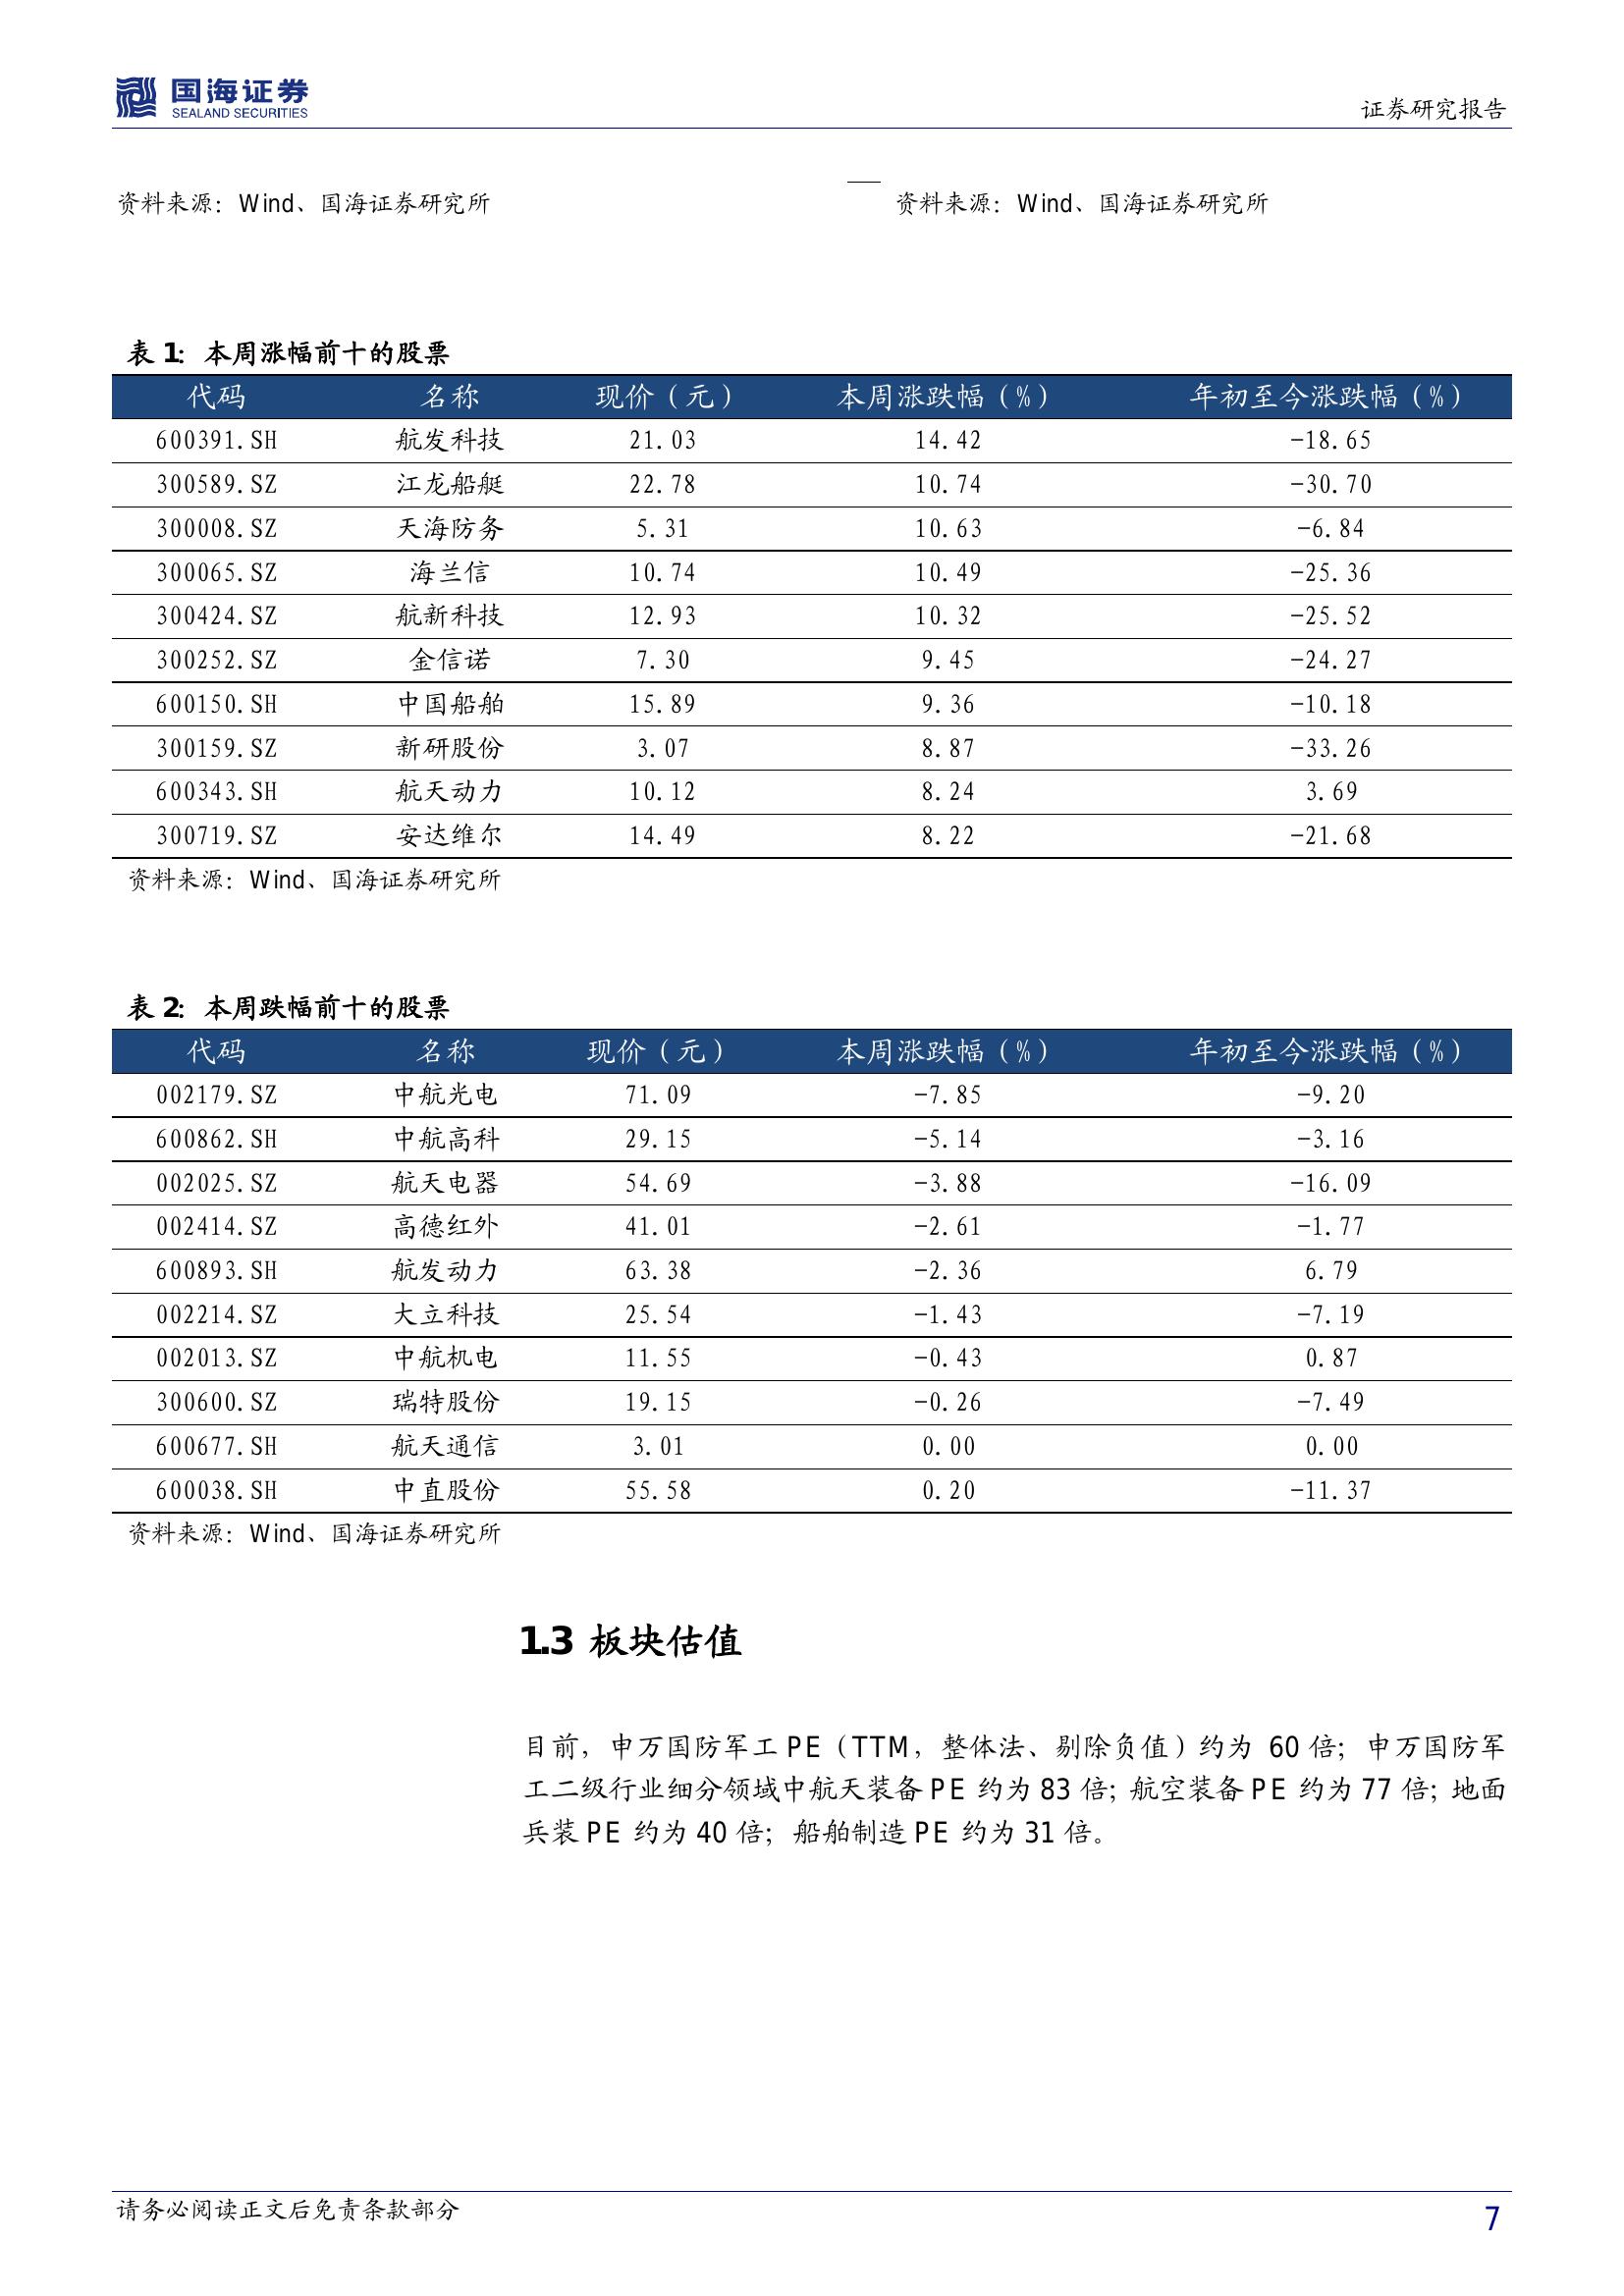 国海证券
SEALAND SECURITIES
证券研究报告
资料来源：Wind、国海证券研究所 资料来源：Wind、国海证券研究所
表 1：本周涨幅前十的股票
代码 名称 现价（元） 本周涨跌幅（%） 年初至今涨跌幅（%）
600391.SH 航发科技 21.03 14.42 -18.65
300589.SZ 江龙船艇 22.78 10.74 -30.70
300008.SZ 天海防务 5.31 10.63 -6.84
300065.SZ 海兰信 10.74 10.49 -25.36
300424.SZ 航新科技 12.93 10.32 -25.52
300252.SZ 金信诺 7.30 9.45 -24.27
600150.SH 中国船舶 15.89 9.36 -10.18
300159.SZ 新研股份 3.07 8.87 -33.26
600343.SH 航天动力 10.12 8.24 3.69
300719.SZ 安达维尔 14.49 8.22 -21.68
资料来源：Wind、国海证券研究所
表 2：本周跌幅前十的股票
代码 名称 现价（元） 本周涨跌幅（%） 年初至今涨跌幅（%）
002179.SZ 中航光电 71.09 -7.85 -9.20
600862.SH 中航高科 29.15 -5.14 -3.16
002025.SZ 航天电器 54.69 -3.88 -16.09
002414.SZ 高德红外 41.01 -2.61 -1.77
600893.SH 航发动力 63.38 -2.36 6.79
002214.SZ 大立科技 25.54 -1.43 -7.19
002013.SZ 中航机电 11.55 -0.43 0.87
300600.SZ 瑞特股份 19.15 -0.26 -7.49
600677.SH 航天通信 3.01 0.00 0.00
600038.SH 中直股份 55.58 0.20 -11.37
资料来源：Wind、国海证券研究所
1.3 板块估值
目前，申万国防军工 PE（TTM，整体法、剔除负值）约为 60 倍；申万国防军
工二级行业细分领域中航天装备 PE 约为 83 倍；航空装备 PE 约为 77 倍；地面
兵装 PE 约为 40 倍；船舶制造 PE 约为 31 倍。
请务必阅读正文后免责条款部分
7